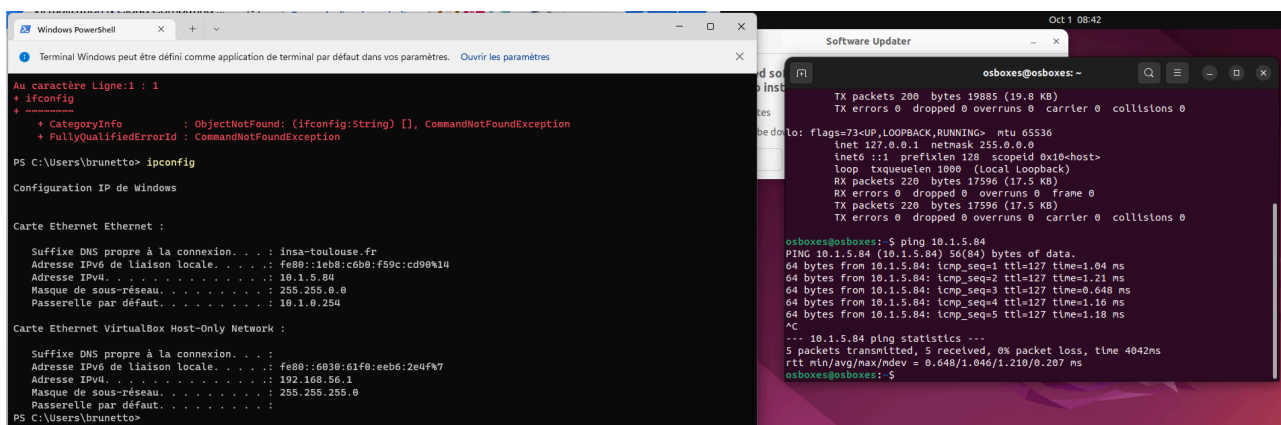 Windows PowerShell
Terminal Windows peut être défini comme application de terminal par défaut dans vos paramètres. Ouvrir les paramètres
Au caractère Ligne:1 : 1
+ ifconfig
+ ~~~~~~~~
+ CategoryInfo : ObjectNotFound: (ifconfig:String) [], CommandNotFoundException
+ FullyQualifiedErrorId : CommandNotFoundException
PS C:\Users\brunetto> ipconfig
Configuration IP de Windows
Carte Ethernet Ethernet :
Suffixe DNS propre à la connexion. . . : insa-toulouse.fr
Adresse IPv6 de liaison locale. . . . .: fe80::1eb8:c6b0:f59c:cd90%14
Adresse IPv4. . . . . . . . . . . . . .: 10.1.5.84
Masque de sous-réseau. . . . . . . . . : 255.255.0.0
Passerelle par défaut. . . . . . . . . : 10.1.0.254
Carte Ethernet VirtualBox Host-Only Network :
Suffixe DNS propre à la connexion. . . :
Adresse IPv6 de liaison locale. . . . .: fe80::6030:61f0:eeb6:2e4f%7
Adresse IPv4. . . . . . . . . . . . . .: 192.168.56.1
Masque de sous-réseau. . . . . . . . . : 255.255.255.0
Passerelle par défaut. . . . . . . . . :
PS C:\Users\brunetto>
Oct 1 08:42
Software Updater
osboxes@osboxes: ~
TX packets 200 bytes 19885 (19.8 KB)
TX errors 0 dropped 0 overruns 0 carrier 0 collisions 0
lo: flags=73<UP,LOOPBACK,RUNNING> mtu 65536
inet 127.0.0.1 netmask 255.0.0.0
inet6 ::1 prefixlen 128 scopeid 0x10<host>
loop txqueuelen 1000 (Local Loopback)
RX packets 220 bytes 17596 (17.5 KB)
RX errors 0 dropped 0 overruns 0 frame 0
TX packets 220 bytes 17596 (17.5 KB)
TX errors 0 dropped 0 overruns 0 carrier 0 collisions 0
osboxes@osboxes:~$ ping 10.1.5.84
PING 10.1.5.84 (10.1.5.84) 56(84) bytes of data.
64 bytes from 10.1.5.84: icmp_seq=1 ttl=127 time=1.04 ms
64 bytes from 10.1.5.84: icmp_seq=2 ttl=127 time=1.21 ms
64 bytes from 10.1.5.84: icmp_seq=3 ttl=127 time=0.648 ms
64 bytes from 10.1.5.84: icmp_seq=4 ttl=127 time=1.16 ms
64 bytes from 10.1.5.84: icmp_seq=5 ttl=127 time=1.18 ms
^C
--- 10.1.5.84 ping statistics ---
5 packets transmitted, 5 received, 0% packet loss, time 4042ms
rtt min/avg/max/mdev = 0.648/1.046/1.210/0.207 ms
osboxes@osboxes:~$